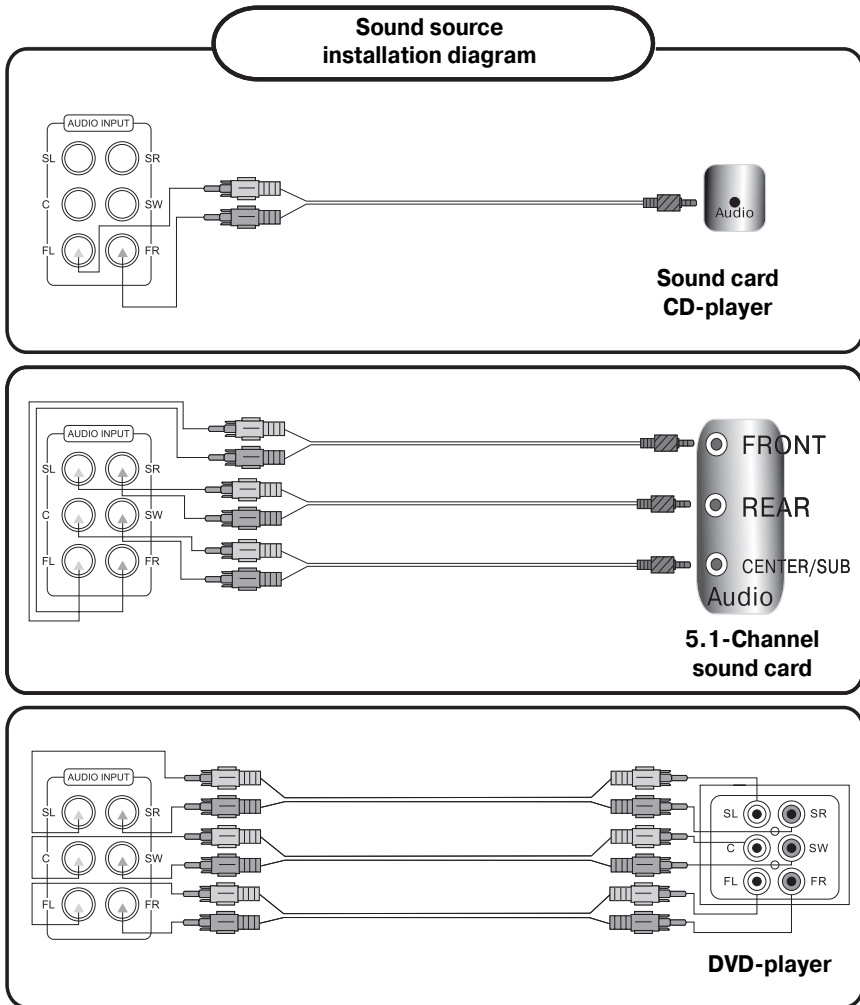 Sound source
installation diagram
AUDIO INPUT
SL SR
C SW
FL FR
Audio
Sound card
CD-player
AUDIO INPUT
SL SR
C SW
FL FR
FRONT
REAR
CENTER/SUB
Audio
5.1-Channel
sound card
AUDIO INPUT
SL SR
C SW
FL FR
SL SR
C SW
FL FR
DVD-player